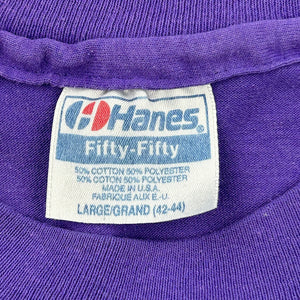 Hanes®
Fifty-Fifty
50% COTTON 50% POLYESTER
50% COTON 50% POLYESTER
MADE IN U.S.A.
FABRIQUE AUX E.-U.
LARGE/GRAND (42-44)